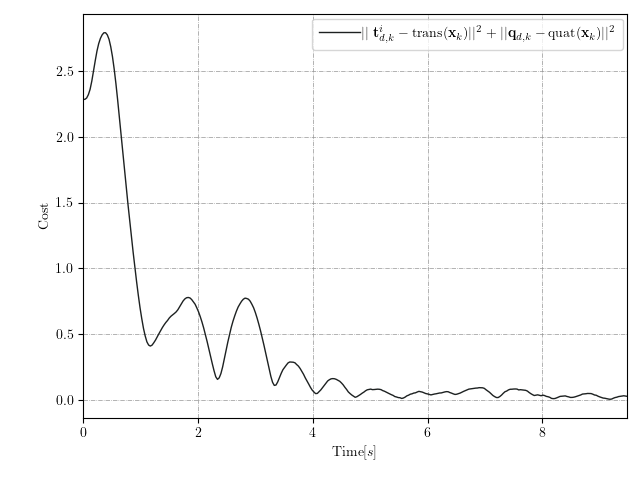 || t^i_{d,k} − trans(x_k)||² + ||q_{d,k} − quat(x_k)||²
2.5
2.0
1.5
1.0
0.5
0.0
Cost
0 2 4 6 8
Time[s]